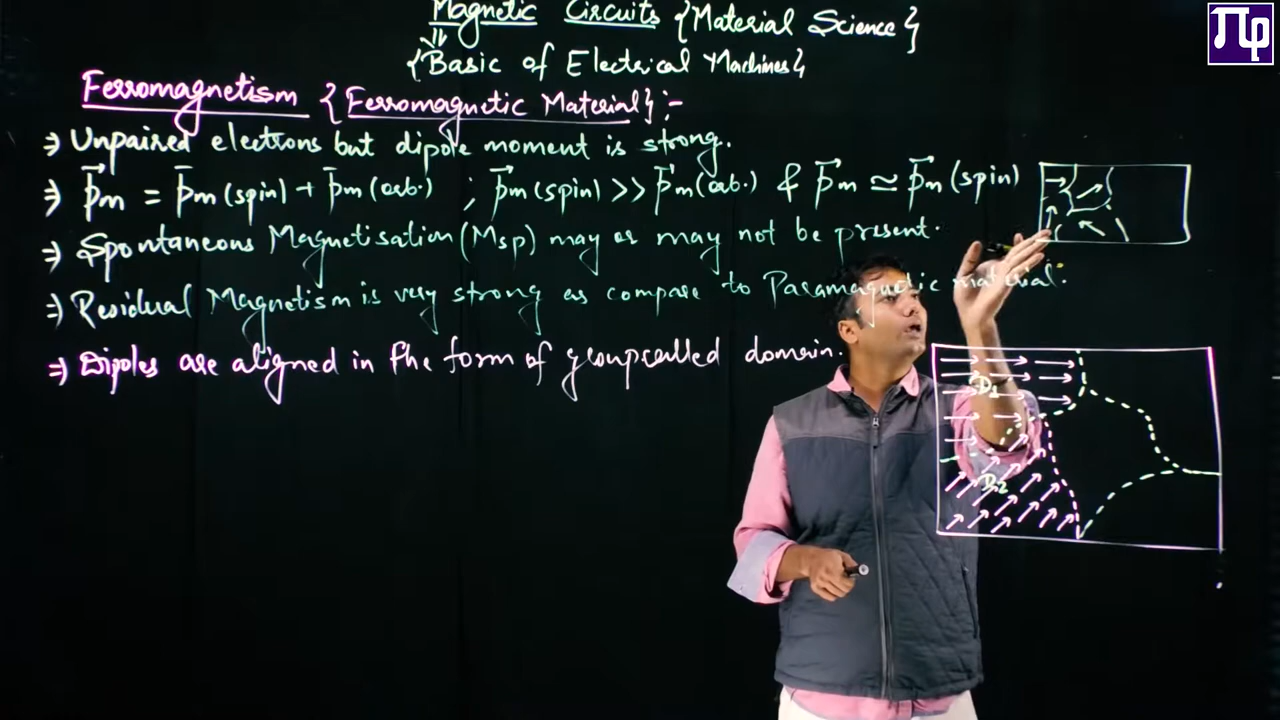 Magnetic Circuits {Material Science}
⇓
{Basic of Electrical Machines}
Ferromagnetism {Ferromagnetic Material} :-
⇒ Unpaired electrons but dipole moment is strong.
⇒ p⃗m = p̄m (spin) + p̄m (orb.) ; p⃗m (spin) >> p⃗m (orb.) & p⃗m ≃ p⃗m (spin)
⇒ Spontaneous Magnetisation (Msp) may or may not be present.
⇒ Residual Magnetism is very strong as compare to Paramagnetic material.
⇒ Dipoles are aligned in the form of group called domain.
D1
D2
Πφ